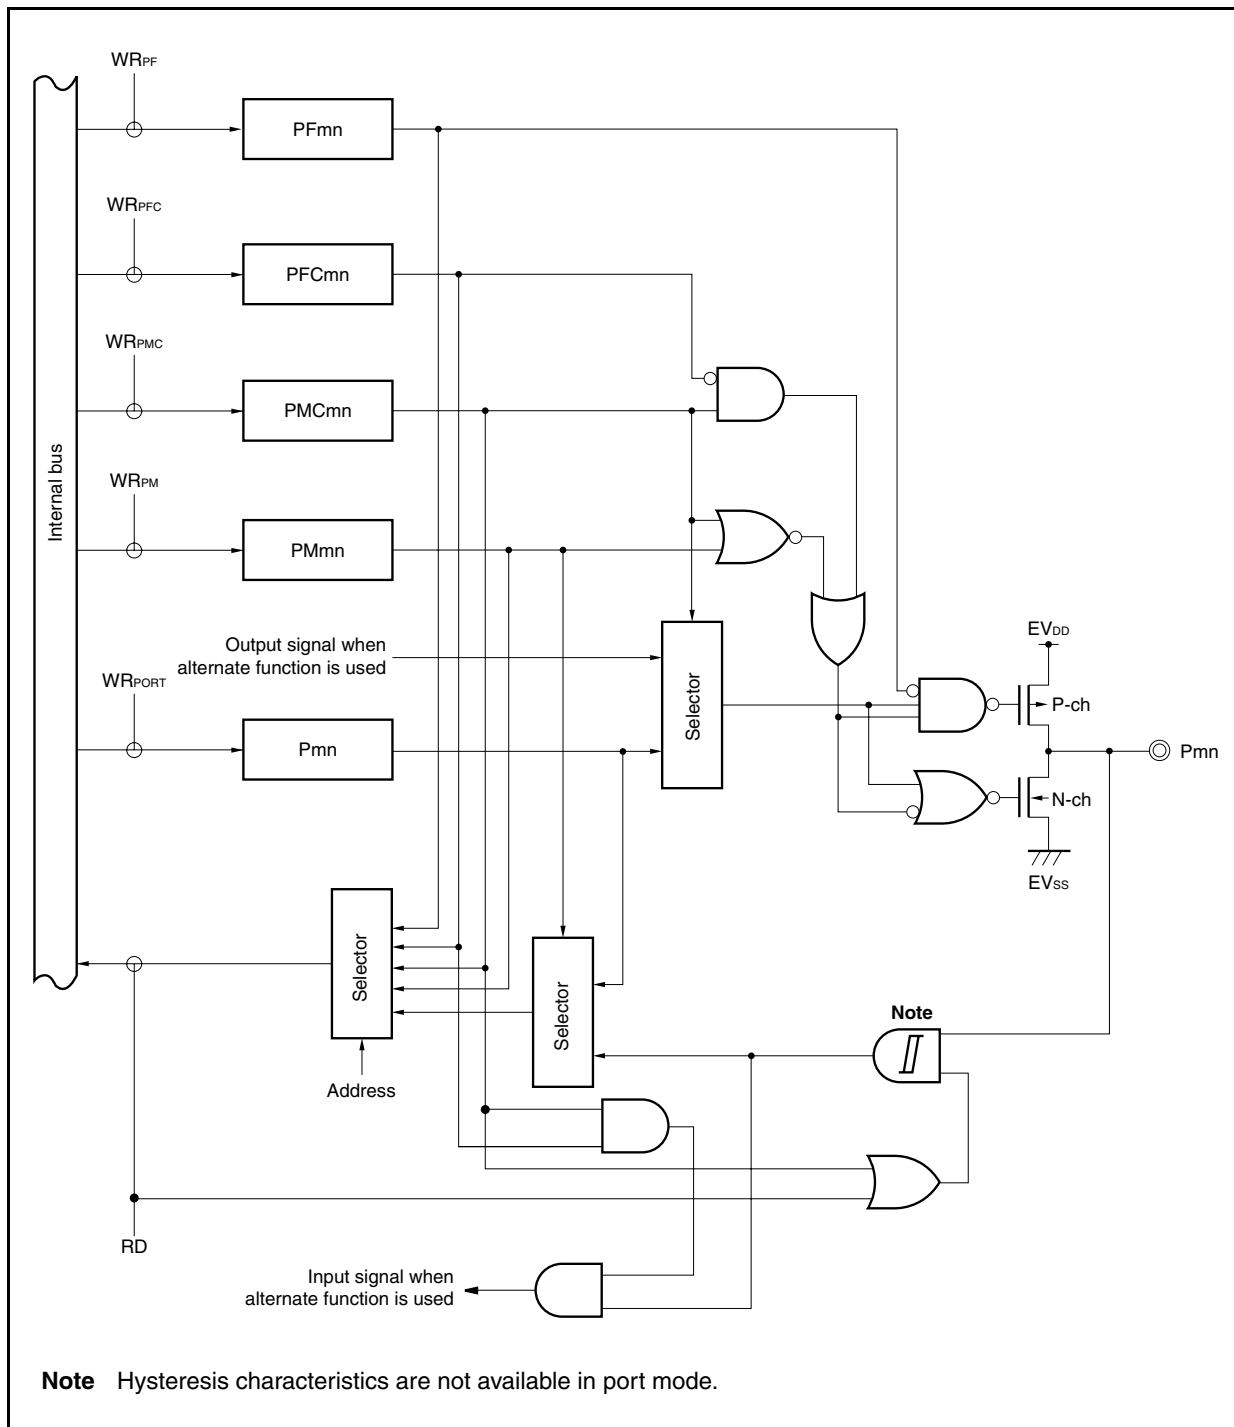 WRPF
PFmn
WRPFC
PFCmn
WRPMC
PMCmn
Internal bus
WRPM
PMmn
Output signal when
alternate function is used
Selector
EVDD
P-ch
WRPORT
Pmn
Pmn
N-ch
EVSS
Selector
Selector
Note
Address
RD
Input signal when
alternate function is used
Note Hysteresis characteristics are not available in port mode.